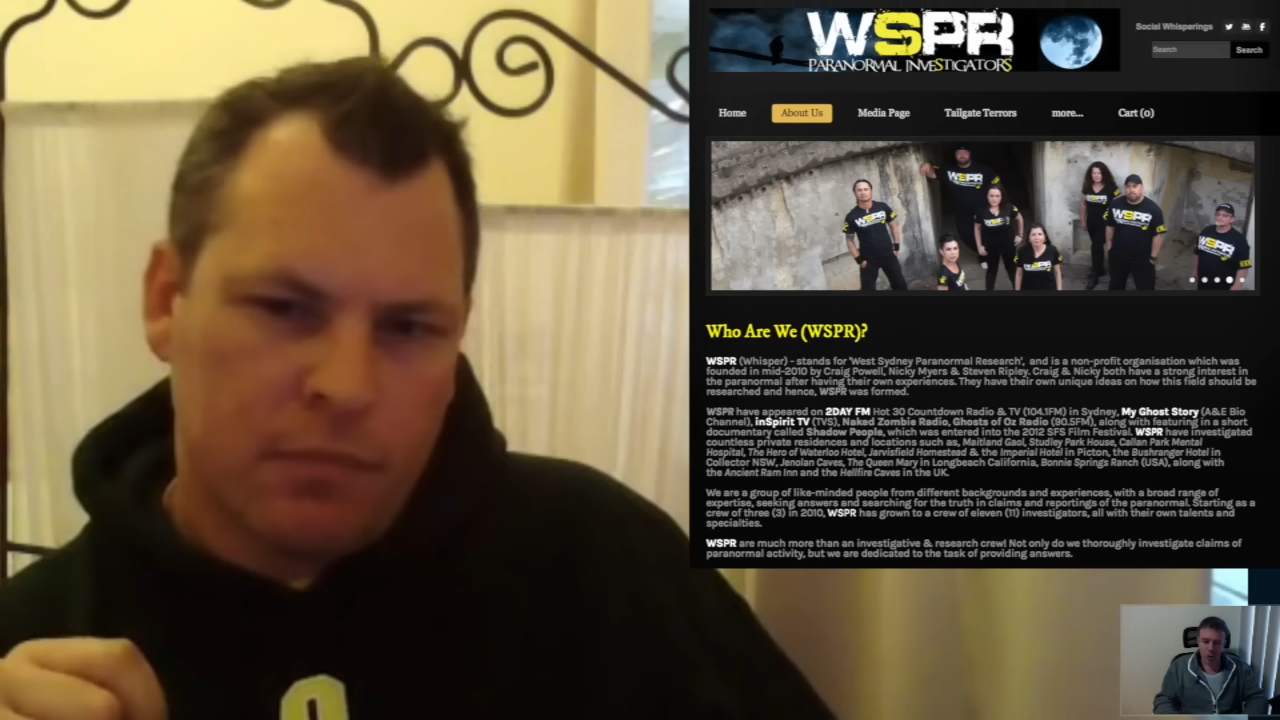 WSPR
PARANORMAL INVESTIGATORS
Social Whisperings
Search Search
Home About Us Media Page Tailgate Terrors more... Cart (0)
WSPR
WSPR
WSPR
WSPR
WSPR
WSPR
WSPR
Who Are We (WSPR)?
WSPR (Whisper) - stands for 'West Sydney Paranormal Research', and is a non-profit organisation which was
founded in mid-2010 by Craig Powell, Nicky Myers & Steven Ripley. Craig & Nicky both have a strong interest in
the paranormal after having their own experiences. They have their own unique ideas on how this field should be
researched and hence, WSPR was formed.
WSPR have appeared on 2DAY FM Hot 30 Countdown Radio & TV (104.1FM) in Sydney, My Ghost Story (A&E Bio
Channel), inSpirit TV (TVS), Naked Zombie Radio, Ghosts of Oz Radio (90.5FM), along with featuring in a short
documentary called Shadow People, which was entered into the 2012 SFS Film Festival. WSPR have investigated
countless private residences and locations such as, Maitland Gaol, Studley Park House, Callan Park Mental
Hospital, The Hero of Waterloo Hotel, Jarvisfield Homestead & the Imperial Hotel in Picton, the Bushranger Hotel in
Collector NSW, Jenolan Caves, The Queen Mary in Longbeach California, Bonnie Springs Ranch (USA), along with
the Ancient Ram Inn and the Hellfire Caves in the UK.
We are a group of like-minded people from different backgrounds and experiences, with a broad range of
expertise, seeking answers and searching for the truth in claims and reportings of the paranormal. Starting as a
crew of three (3) in 2010, WSPR has grown to a crew of eleven (11) investigators, all with their own talents and
specialties.
WSPR are much more than an investigative & research crew! Not only do we thoroughly investigate claims of
paranormal activity, but we are dedicated to the task of providing answers.